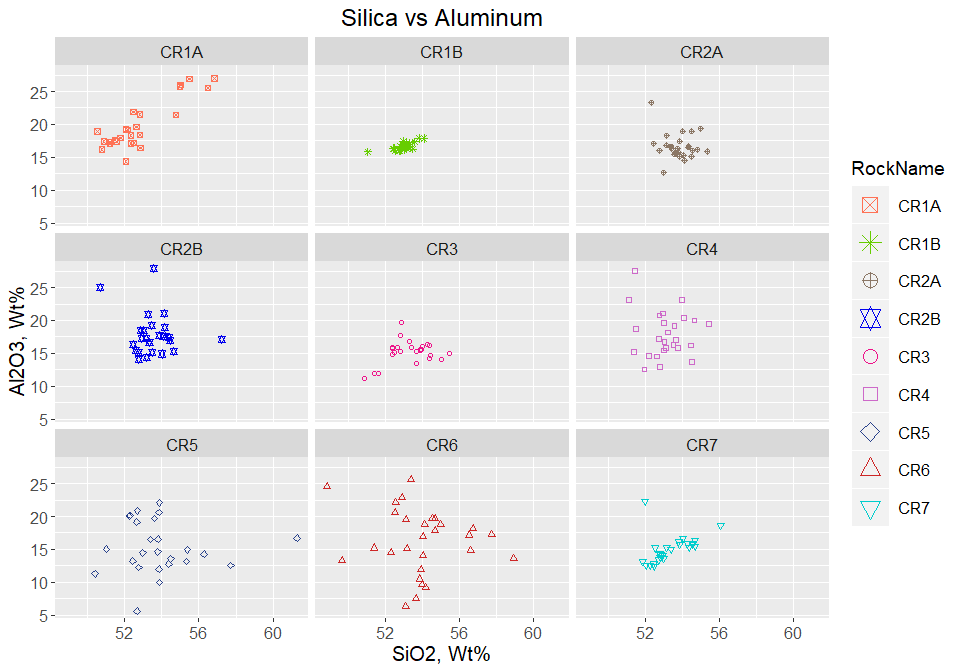 Silica vs Aluminum
CR1A CR1B CR2A
25
20
15
10
5
CR2B CR3 CR4
25
20
15
10
5
CR5 CR6 CR7
25
20
15
10
5
52 56 60 52 56 60 52 56 60
SiO2, Wt%
Al2O3, Wt%
RockName
CR1A
CR1B
CR2A
CR2B
CR3
CR4
CR5
CR6
CR7